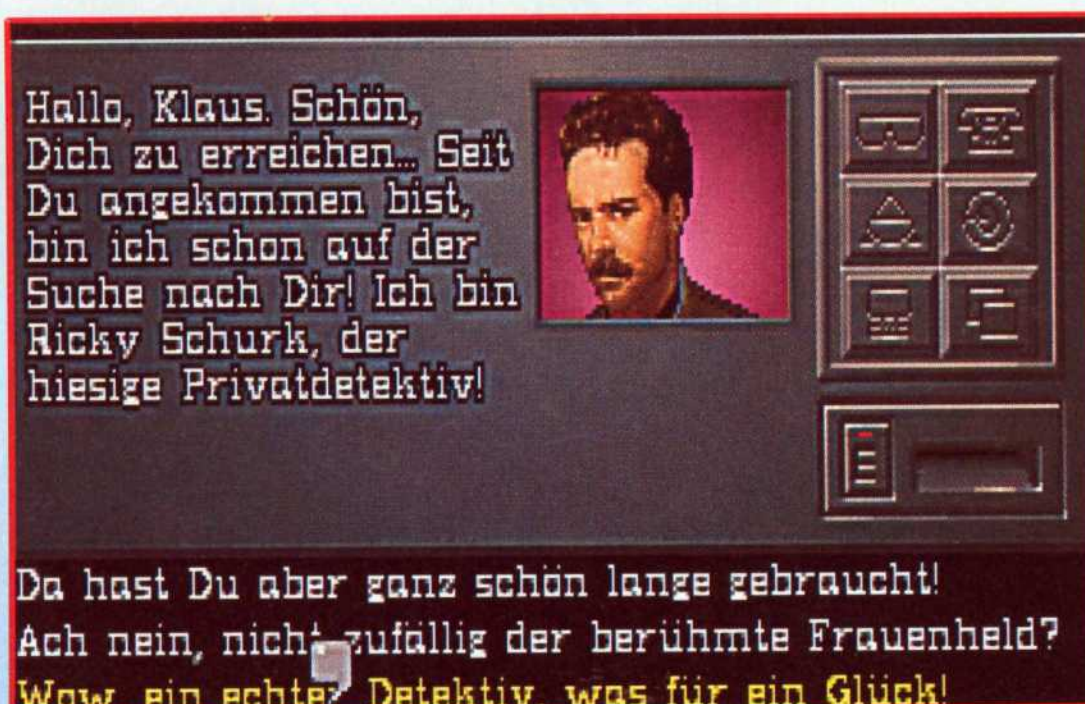 Hallo, Klaus. Schön,
Dich zu erreichen... Seit
Du angekommen bist,
bin ich schon auf der
Suche nach Dir! Ich bin
Ricky Schurk, der
hiesige Privatdetektiv!
Da hast Du aber ganz schön lange gebraucht!
Ach nein, nicht zufällig der berühmte Frauenheld?
Wow, ein echter Detektiv, was für ein Glück!